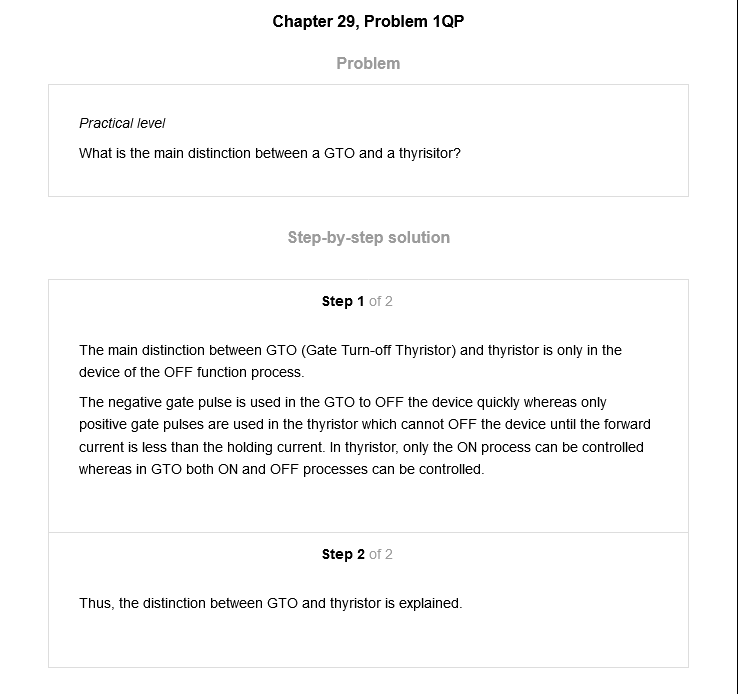 Chapter 29, Problem 1QP
Problem
Practical level
What is the main distinction between a GTO and a thyrisitor?
Step-by-step solution
Step 1 of 2
The main distinction between GTO (Gate Turn-off Thyristor) and thyristor is only in the
device of the OFF function process.
The negative gate pulse is used in the GTO to OFF the device quickly whereas only
positive gate pulses are used in the thyristor which cannot OFF the device until the forward
current is less than the holding current. In thyristor, only the ON process can be controlled
whereas in GTO both ON and OFF processes can be controlled.
Step 2 of 2
Thus, the distinction between GTO and thyristor is explained.